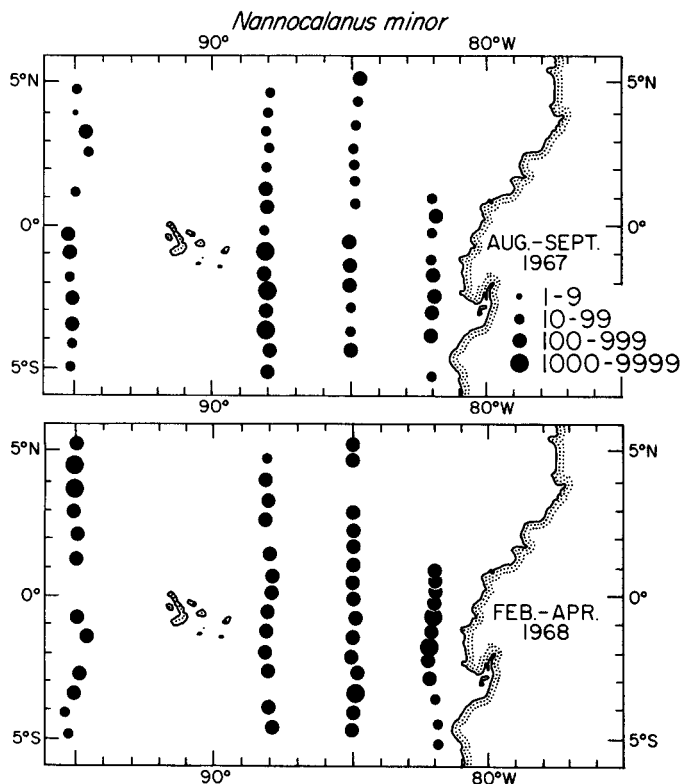 Nannocalanus minor
90° 80°W
5°N 5°N
0° 0°
AUG.-SEPT.
1967
1-9
10-99
100-999
1000-9999
5°S 5°S
90° 80°W
5°N 5°N
0° 0°
FEB.-APR.
1968
5°S 5°S
90° 80°W